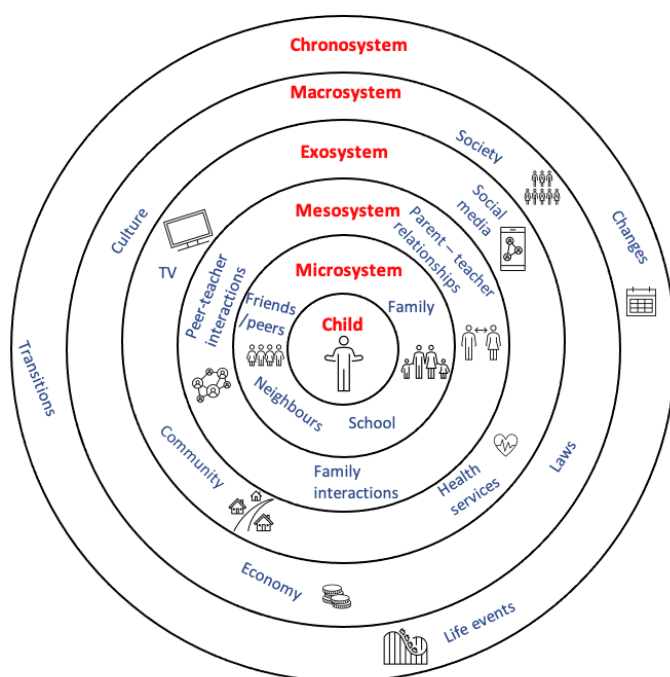 Chronosystem
Macrosystem
Society
Exosystem
Social
media
Changes
Culture
Mesosystem
Parent – teacher
relationships
TV
Peer-teacher
interactions
Microsystem
Friends
/peers
Family
Child
Transitions
Neighbours
School
Community
Family
interactions
Health
services
Laws
Economy
Life events